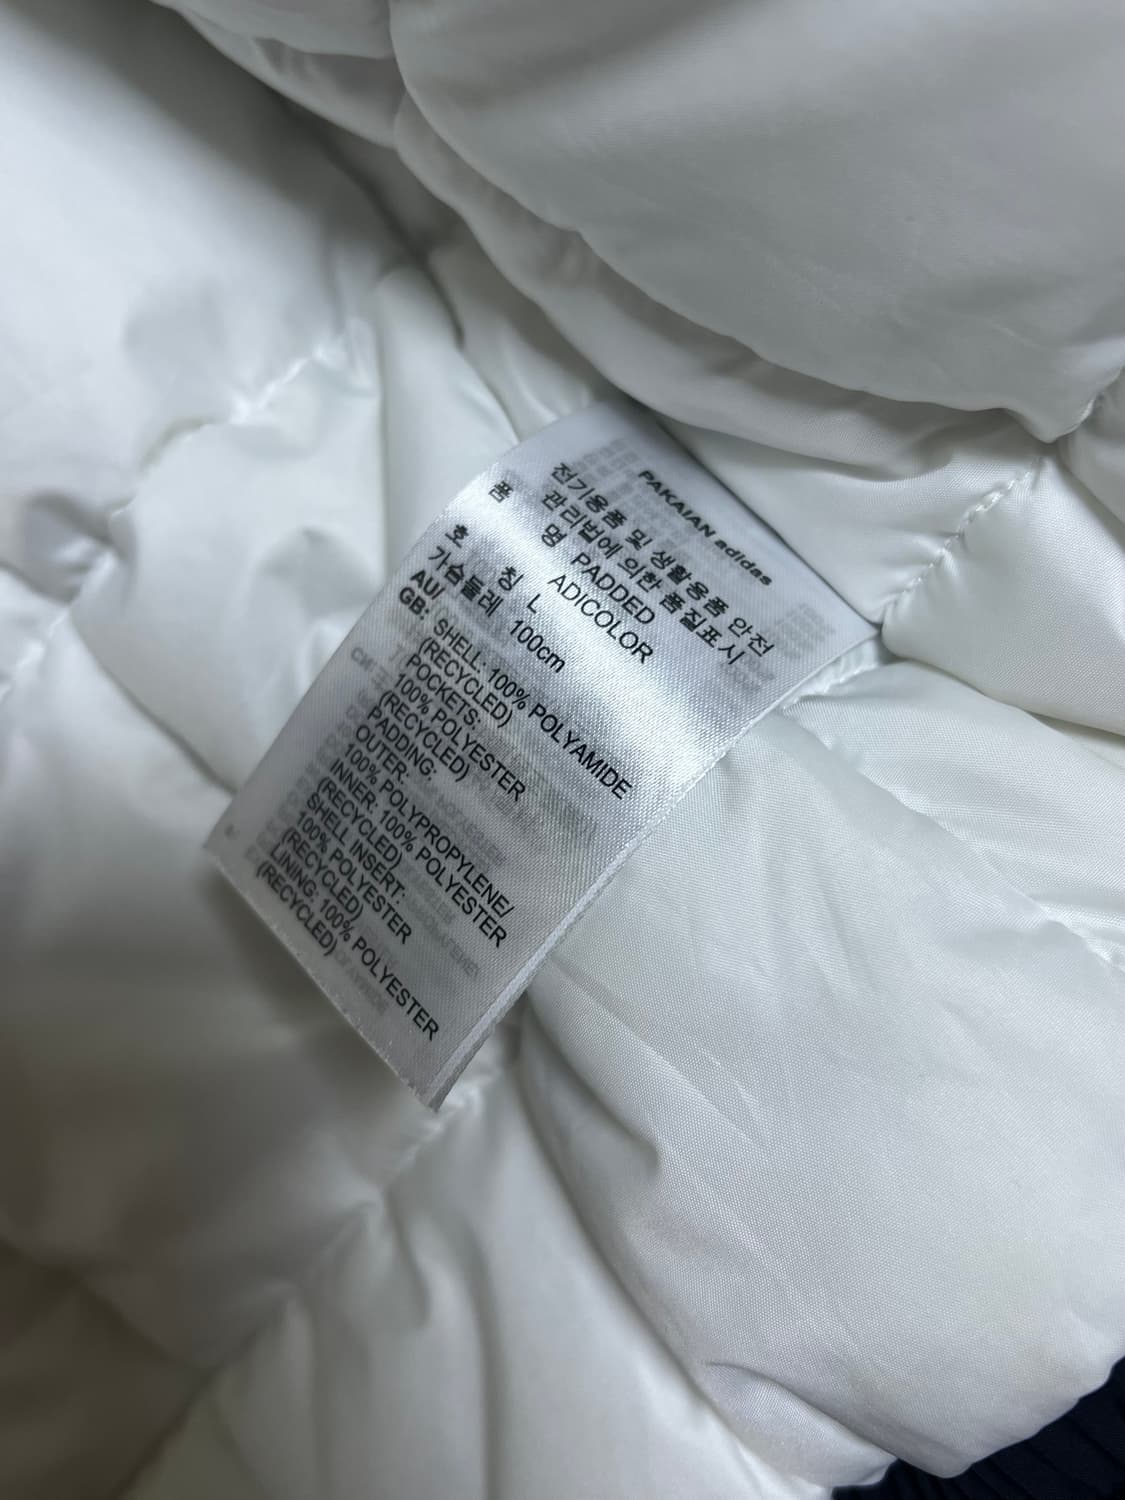 PAKAIAN adidas
전기용품 및 생활용품 안전
관리법에 의한 품질표시
품 명 PADDED
ADICOLOR
호 칭 L
가슴둘레 100cm
AU/
GB: SHELL: 100% POLYAMIDE
(RECYCLED)
POCKETS:
100% POLYESTER
(RECYCLED)
PADDING:
OUTER:
100% POLYPROPYLENE/
INNER: 100% POLYESTER
(RECYCLED)
SHELL INSERT:
100% POLYESTER
(RECYCLED)
LINING: 100% POLYESTER
(RECYCLED)